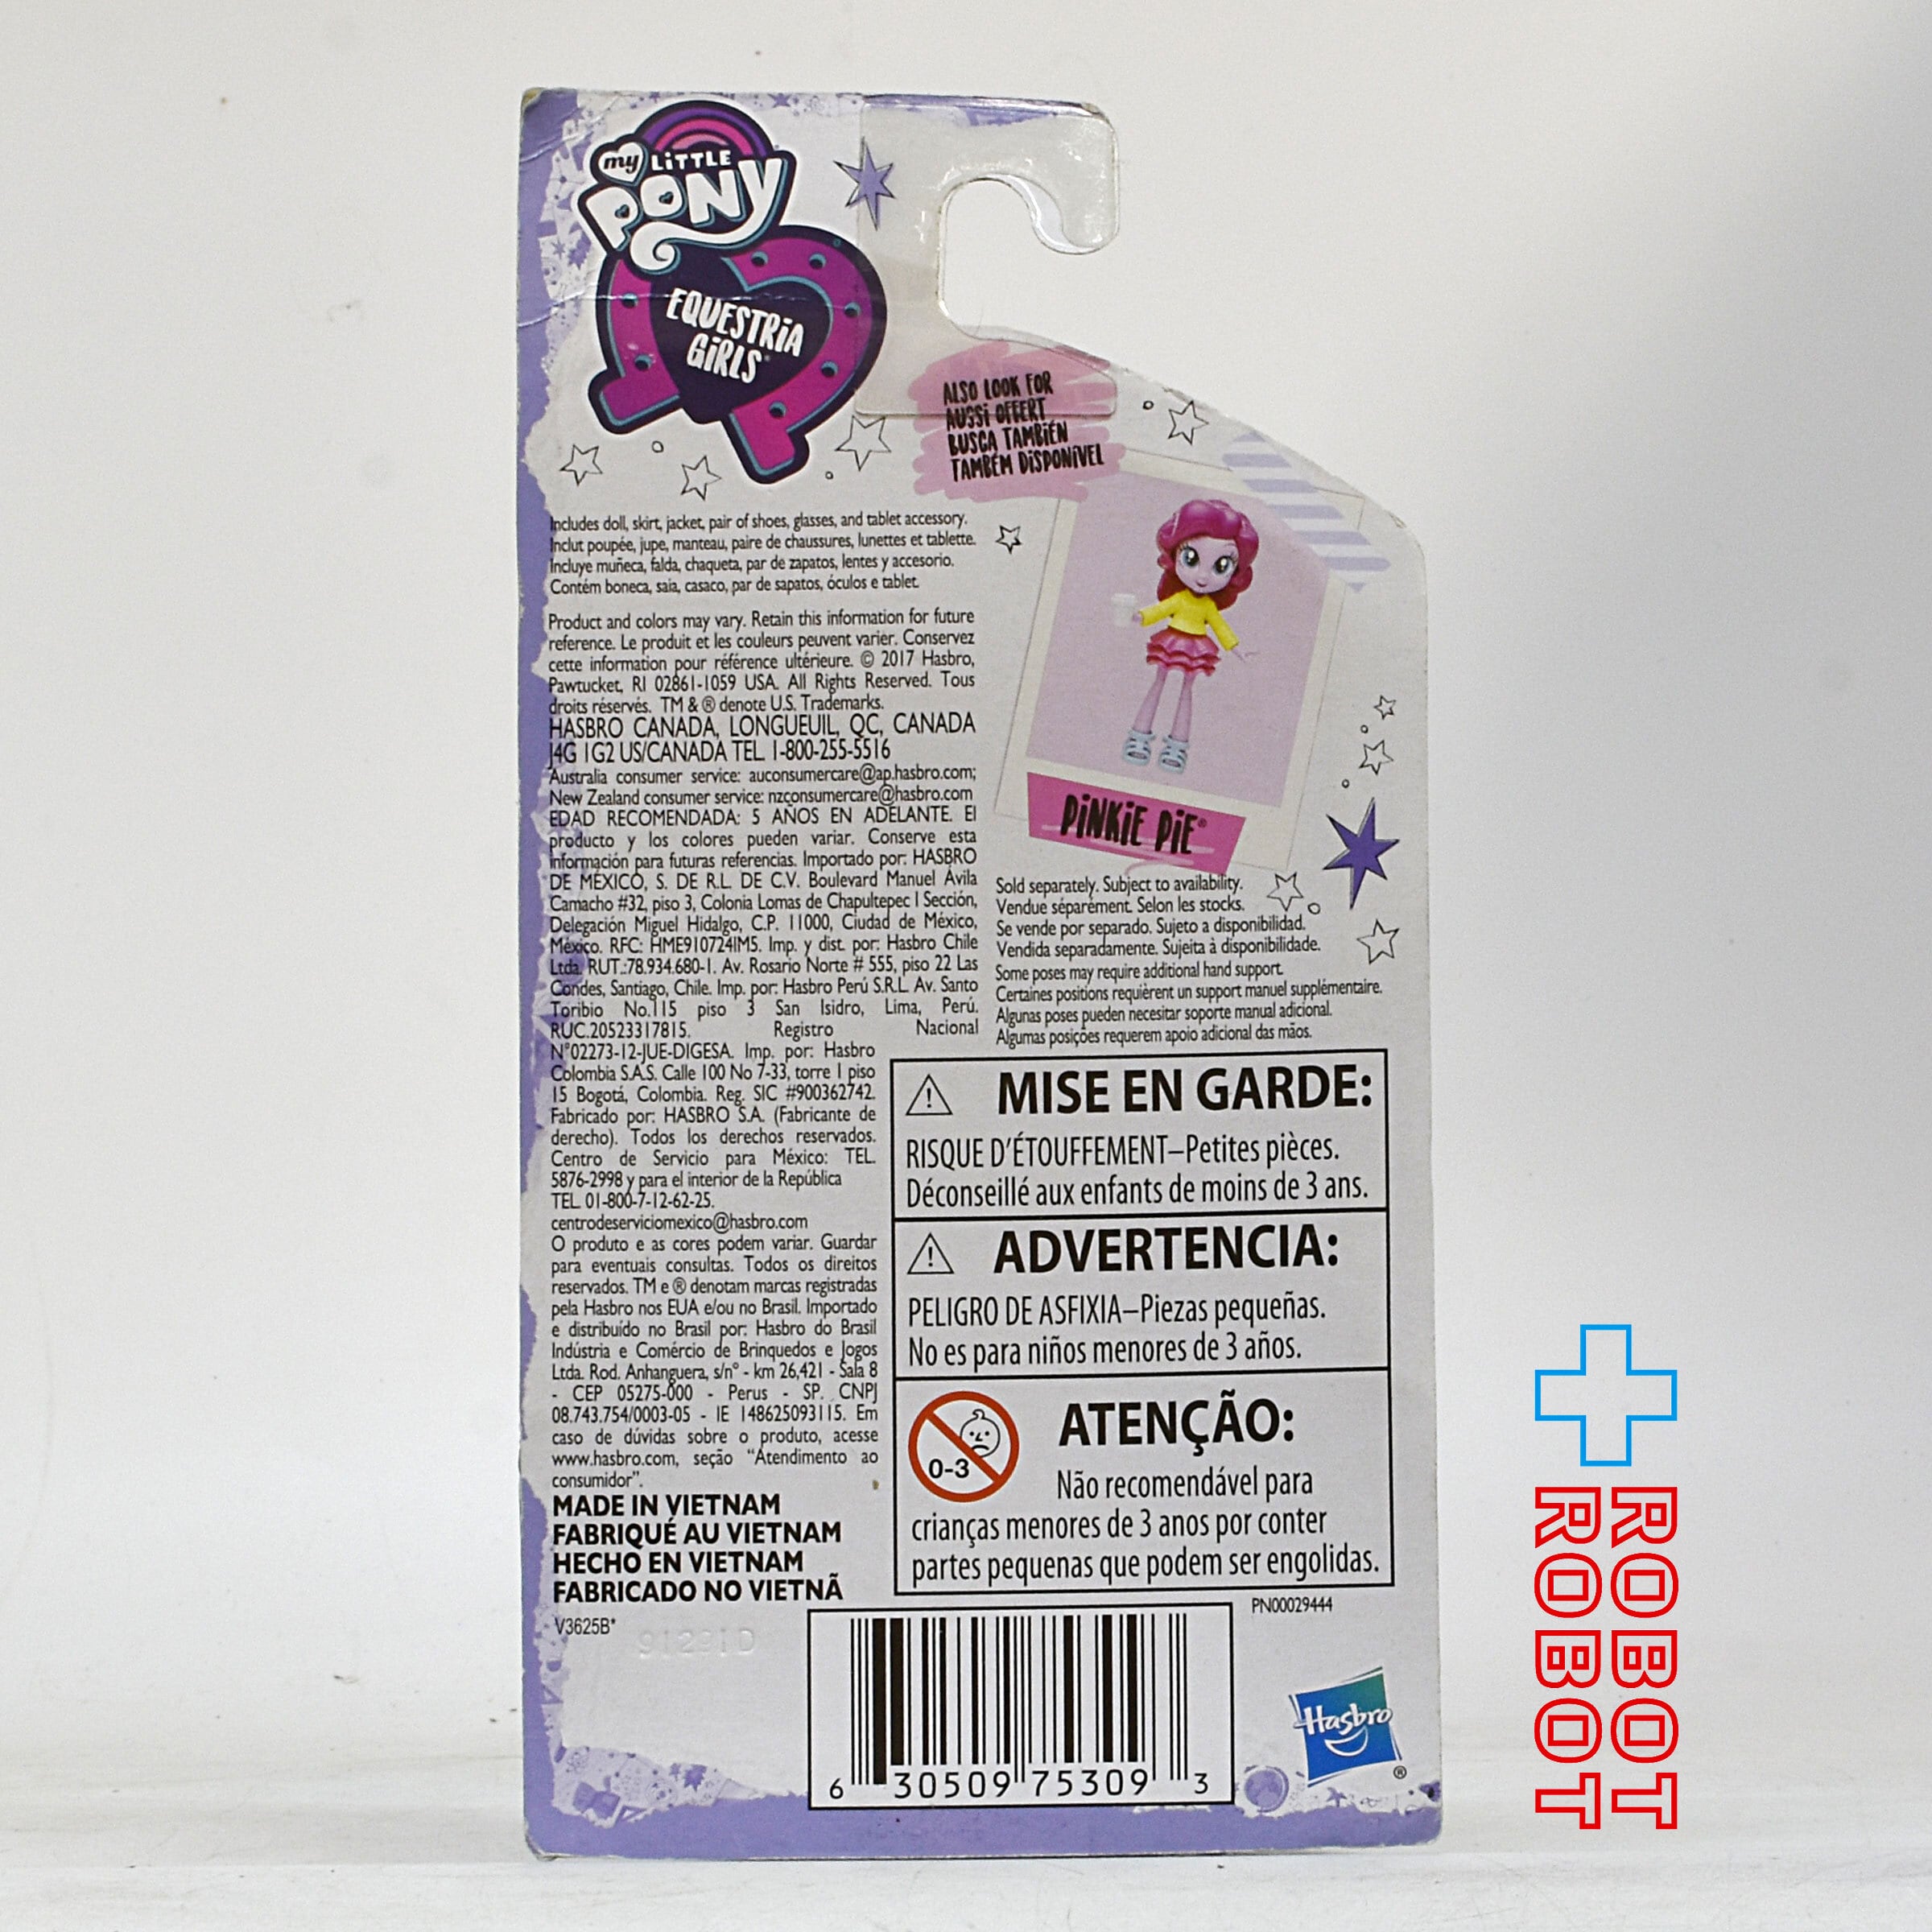 my LiTTLE
PONY
EQUESTRiA
GiRLS®
ALSO LOOK FOR
AUSSi OFFERT
BUSCA TAMBiÉN
TAMBÉM DiSPONÍVEL
Includes doll, skirt, jacket, pair of shoes, glasses, and tablet accessory.
Inclut poupée, jupe, manteau, paire de chaussures, lunettes et tablette.
Incluye muñeca, falda, chaqueta, par de zapatos, lentes y accesorio.
Contém boneca, saia, casaco, par de sapatos, óculos e tablet.
Product and colors may vary. Retain this information for future
reference. Le produit et les couleurs peuvent varier. Conservez
cette information pour référence ultérieure. © 2017 Hasbro,
Pawtucket, RI 02861-1059 USA. All Rights Reserved. Tous
droits réservés. TM & ® denote U.S. Trademarks.
HASBRO CANADA, LONGUEUIL, QC, CANADA
J4G 1G2 US/CANADA TEL. 1-800-255-5516
Australia consumer service: auconsumercare@ap.hasbro.com;
New Zealand consumer service: nzconsumercare@hasbro.com
EDAD RECOMENDADA: 5 AÑOS EN ADELANTE. El
producto y los colores pueden variar. Conserve esta
información para futuras referencias. Importado por: HASBRO
DE MÉXICO, S. DE R.L. DE C.V. Boulevard Manuel Ávila
Camacho #32, piso 3, Colonia Lomas de Chapultepec I Sección,
Delegación Miguel Hidalgo, C.P. 11000, Ciudad de México,
México. RFC: HME910724IM5. Imp. y dist. por: Hasbro Chile
Ltda. RUT.:78.934.680-1. Av. Rosario Norte # 555, piso 22 Las
Condes, Santiago, Chile. Imp. por: Hasbro Perú S.R.L. Av. Santo
Toribio No.115 piso 3 San Isidro, Lima, Perú.
RUC.20523317815. Registro Nacional
N°02273-12-JUE-DIGESA. Imp. por: Hasbro
Colombia S.A.S. Calle 100 No 7-33, torre 1 piso
15 Bogotá, Colombia. Reg. SIC #900362742.
Fabricado por: HASBRO S.A. (Fabricante de
derecho). Todos los derechos reservados.
Centro de Servicio para México: TEL.
5876-2998 y para el interior de la República
TEL. 01-800-7-12-62-25.
centrodeserviciomexico@hasbro.com
O produto e as cores podem variar. Guardar
para eventuais consultas. Todos os direitos
reservados. TM e ® denotam marcas registradas
pela Hasbro nos EUA e/ou no Brasil. Importado
e distribuído no Brasil por: Hasbro do Brasil
Indústria e Comércio de Brinquedos e Jogos
Ltda. Rod. Anhanguera, s/nº - km 26,421 - Sala 8
- CEP 05275-000 - Perus - SP. CNPJ
08.743.754/0003-05 - IE 148625093115. Em
caso de dúvidas sobre o produto, acesse
www.hasbro.com, seção "Atendimento ao
consumidor".
MADE IN VIETNAM
FABRIQUÉ AU VIETNAM
HECHO EN VIETNAM
FABRICADO NO VIETNÃ
V3625B*
91291D
PiNKiE PiE®
Sold separately. Subject to availability.
Vendue séparément. Selon les stocks.
Se vende por separado. Sujeto a disponibilidad.
Vendida separadamente. Sujeita à disponibilidade.
Some poses may require additional hand support.
Certaines positions requièrent un support manuel supplémentaire.
Algunas poses pueden necesitar soporte manual adicional.
Algumas posições requerem apoio adicional das mãos.
MISE EN GARDE:
RISQUE D'ÉTOUFFEMENT–Petites pièces.
Déconseillé aux enfants de moins de 3 ans.
ADVERTENCIA:
PELIGRO DE ASFIXIA–Piezas pequeñas.
No es para niños menores de 3 años.
0-3
ATENÇÃO:
Não recomendável para
crianças menores de 3 anos por conter
partes pequenas que podem ser engolidas.
PN00029444
6 30509 75309 3
Hasbro®
ROBOT
ROBOT